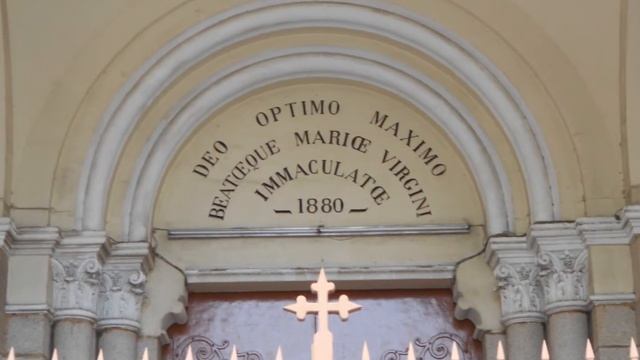 DEO OPTIMO MAXIMO
BEATŒQUE MARIŒ VIRGINI
IMMACULATŒ
1880